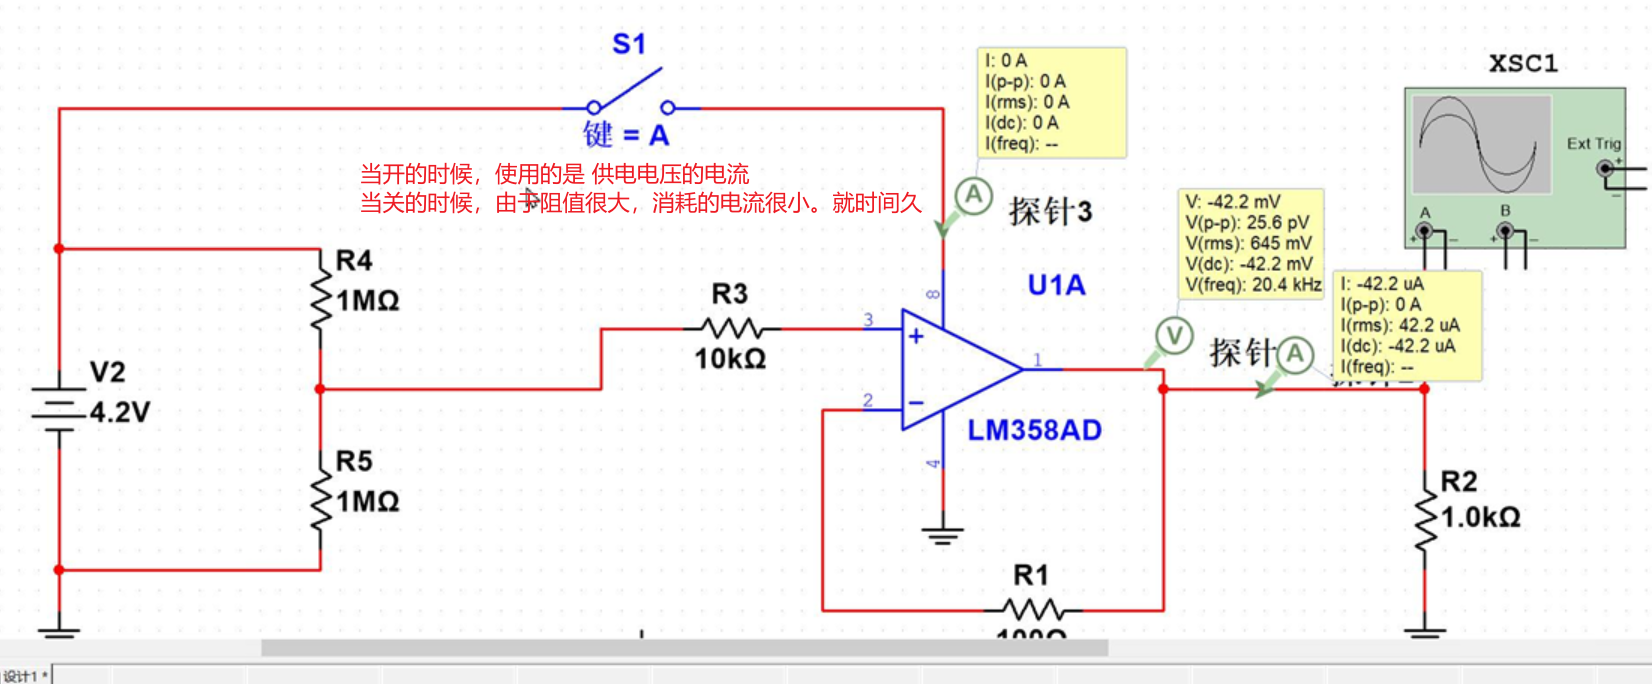 S1
键 = A
当开的时候，使用的是 供电电压的电流
当关的时候，由于阻值很大，消耗的电流很小。就时间久
I: 0 A
I(p-p): 0 A
I(rms): 0 A
I(dc): 0 A
I(freq): --
A
探针3
XSC1
Ext Trig
+
−
A
B
+
−
+
−
V: -42.2 mV
V(p-p): 25.6 pV
V(rms): 645 mV
V(dc): -42.2 mV
V(freq): 20.4 kHz
V
探针
A
I: -42.2 uA
I(p-p): 0 A
I(rms): 42.2 uA
I(dc): -42.2 uA
I(freq): --
R4
1MΩ
R3
10kΩ
U1A
8
3
+
1
2
−
4
LM358AD
V2
4.2V
R5
1MΩ
R2
1.0kΩ
R1
100Ω
设计1 *